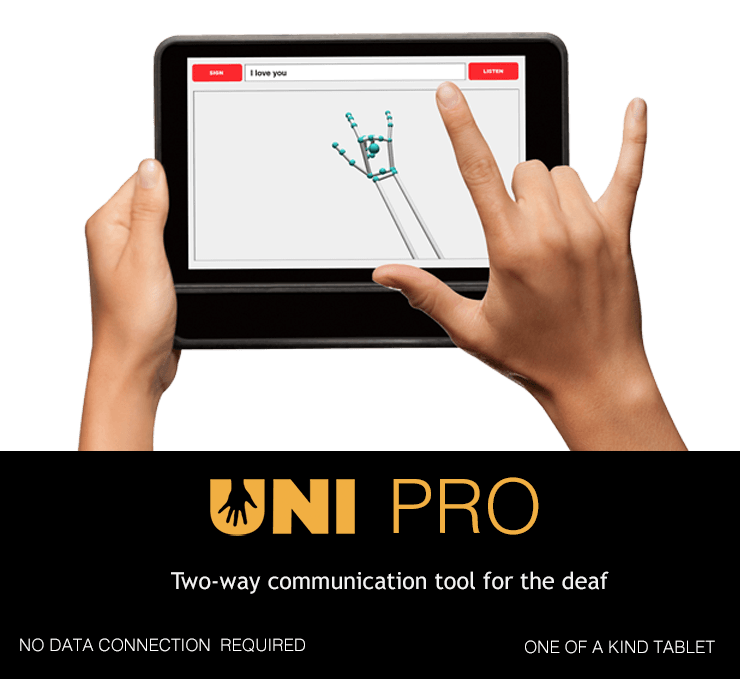 SIGN
I love you
LISTEN
UNI PRO
Two-way communication tool for the deaf
NO DATA CONNECTION REQUIRED
ONE OF A KIND TABLET